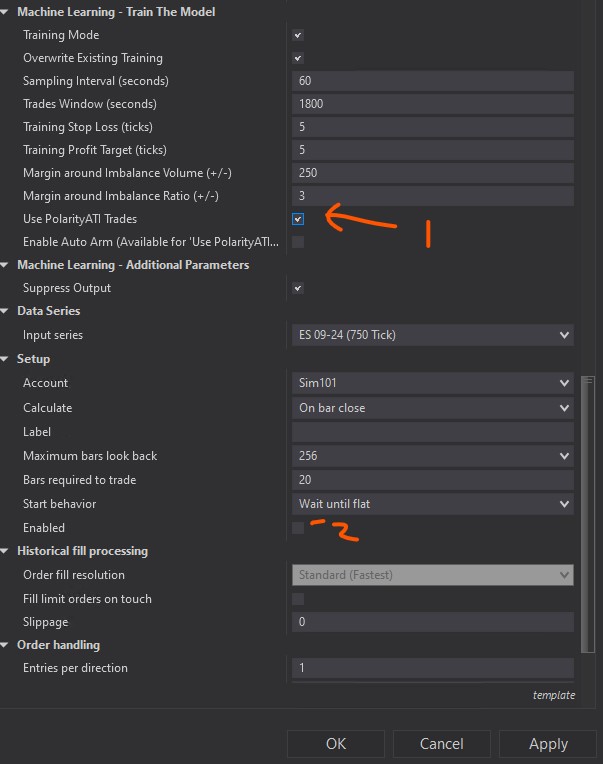 Machine Learning - Train The Model
Training Mode
Overwrite Existing Training
Sampling Interval (seconds) 60
Trades Window (seconds) 1800
Training Stop Loss (ticks) 5
Training Profit Target (ticks) 5
Margin around Imbalance Volume (+/-) 250
Margin around Imbalance Ratio (+/-) 3
Use PolarityATI Trades 1
Enable Auto Arm (Available for 'Use PolarityATI...
Machine Learning - Additional Parameters
Suppress Output
Data Series
Input series ES 09-24 (750 Tick)
Setup
Account Sim101
Calculate On bar close
Label
Maximum bars look back 256
Bars required to trade 20
Start behavior Wait until flat
Enabled 2
Historical fill processing
Order fill resolution Standard (Fastest)
Fill limit orders on touch
Slippage 0
Order handling
Entries per direction 1
template
OK Cancel Apply